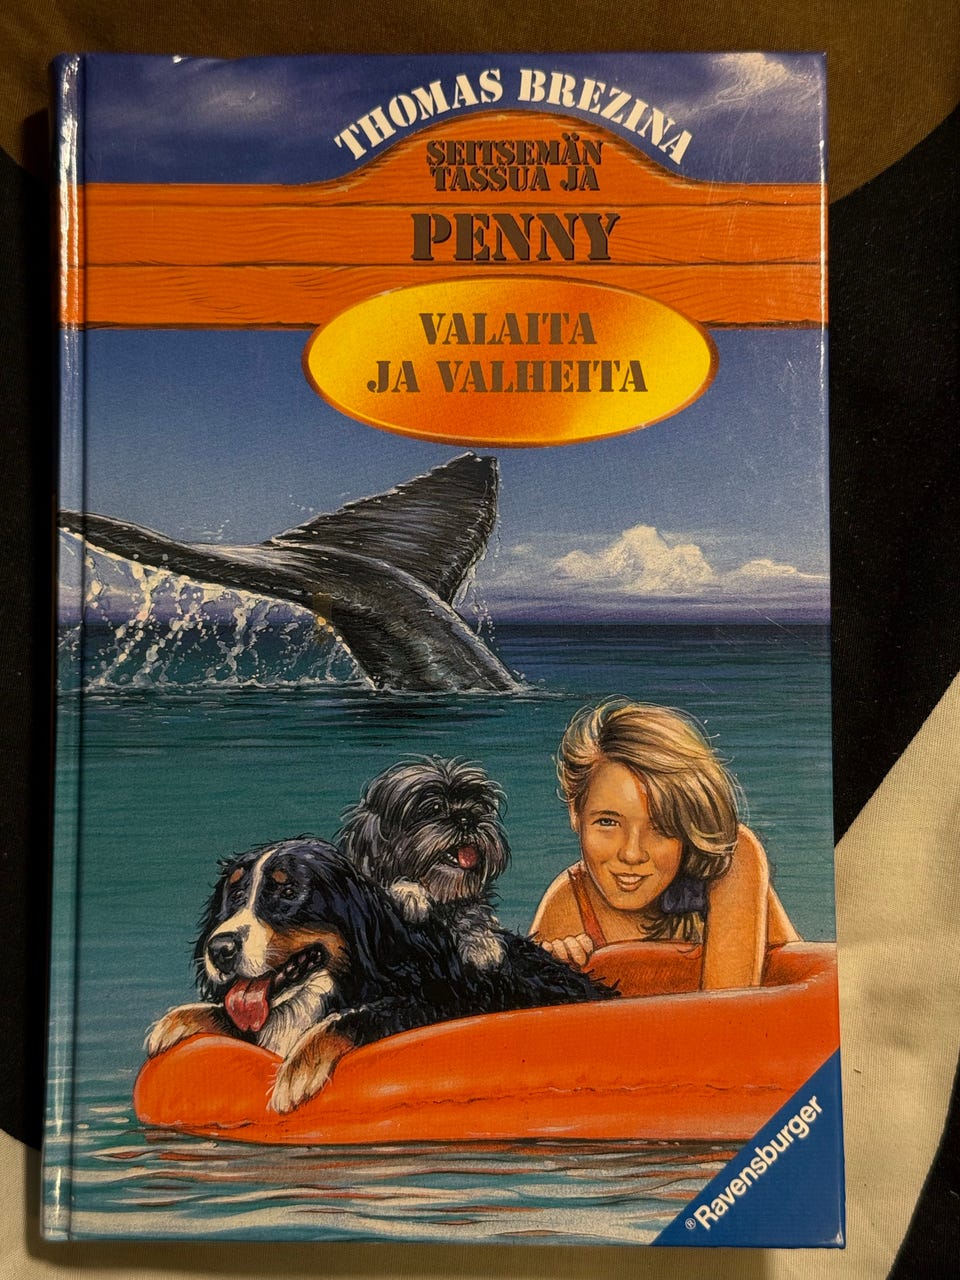 THOMAS BREZINA
SEITSEMÄN
TASSUA JA
PENNY
VALAITA
JA VALHEITA
® Ravensburger